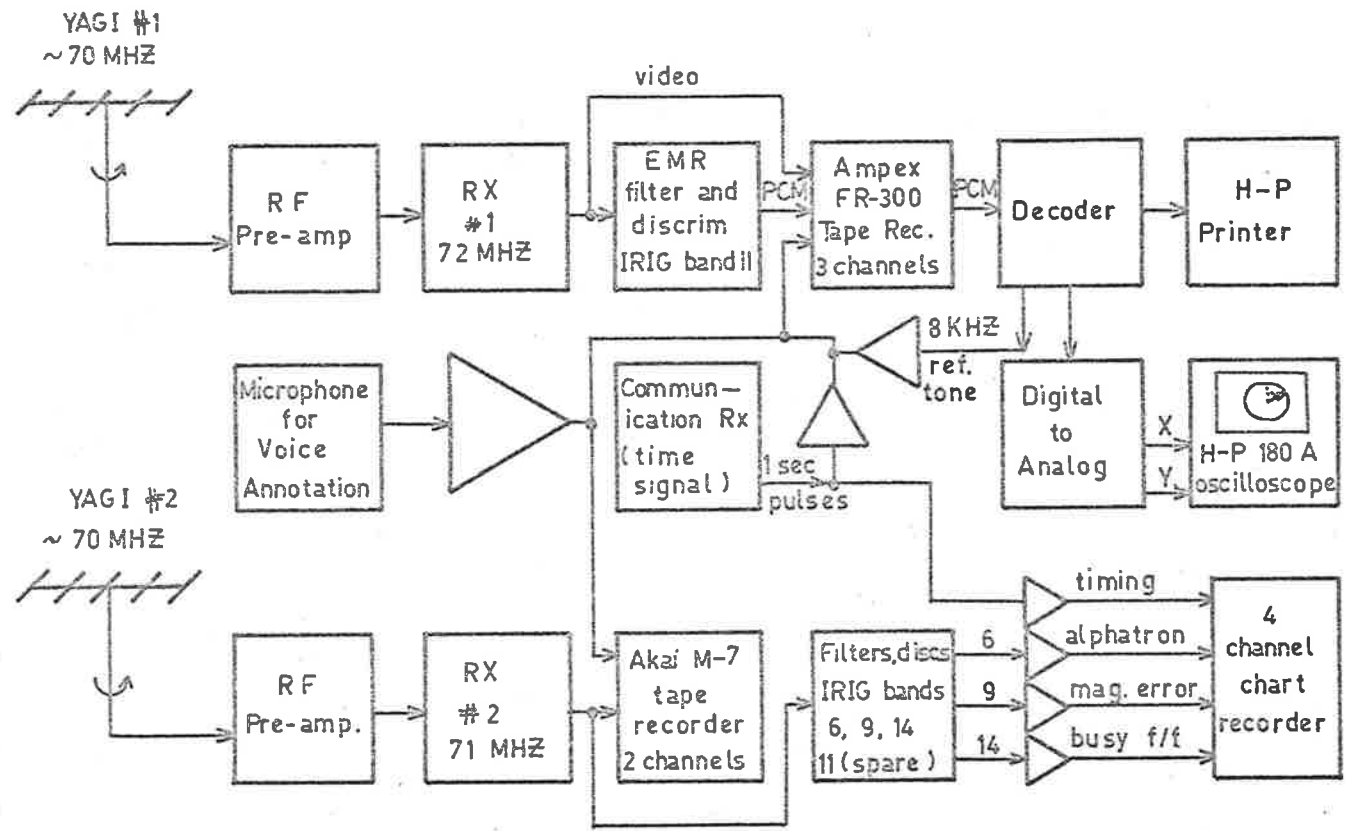 YAGI #1
~70 MHZ
video
RF
Pre-amp
RX
#1
72 MHZ
EMR
filter and
discrim
IRIG band 11
PCM
Ampex
FR-300
Tape Rec.
3 channels
PCM
Decoder
H-P
Printer
8 KHZ
ref.
tone
Microphone
for
Voice
Annotation
Commun-
ication Rx
(time
signal)
1 sec
pulses
Digital
to
Analog
X
Y
H-P 180 A
oscilloscope
YAGI #2
~ 70 MHZ
RF
Pre-amp.
RX
#2
71 MHZ
Akai M-7
tape
recorder
2 channels
Filters,discs
IRIG bands
6, 9, 14
11(spare)
6
9
14
timing
alphatron
mag. error
busy f/f
4
channel
chart
recorder